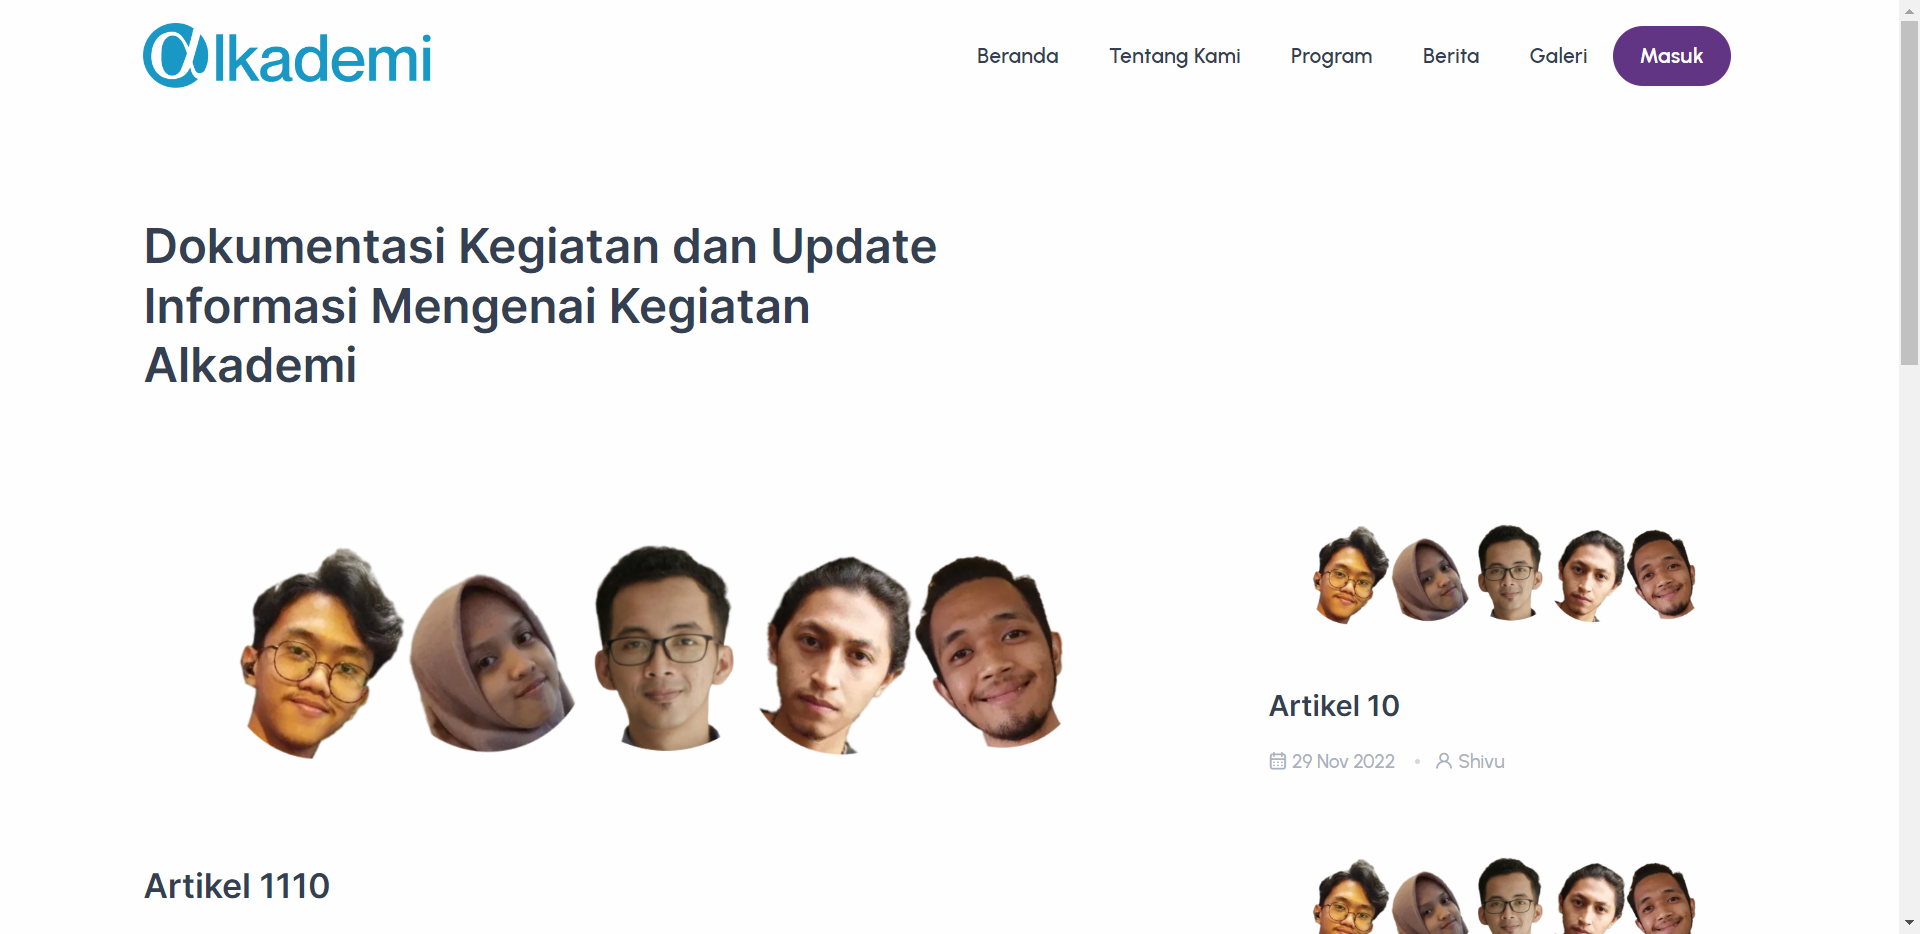 @lkademi
Beranda
Tentang Kami
Program
Berita
Galeri
Masuk
Dokumentasi Kegiatan dan Update
Informasi Mengenai Kegiatan
Alkademi
Artikel 10
29 Nov 2022 • Shivu
Artikel 1110